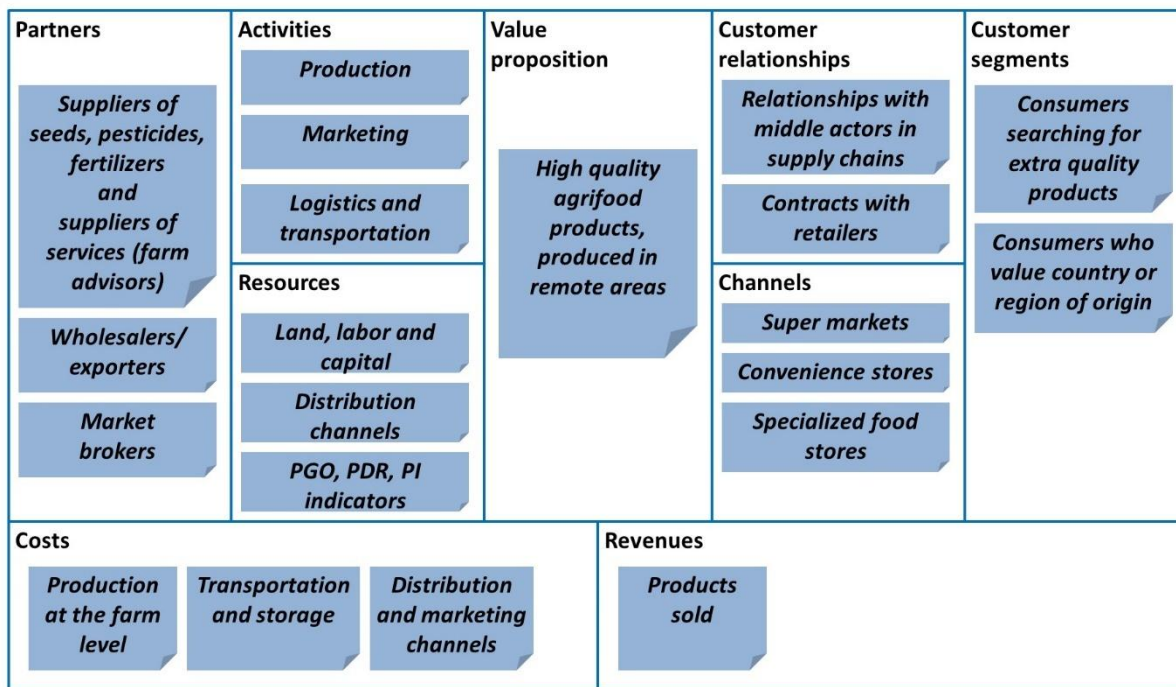 Partners
Suppliers of
seeds, pesticides,
fertilizers
and
suppliers of
services (farm
advisors)
Wholesalers/
exporters
Market
brokers
Activities
Production
Marketing
Logistics and
transportation
Resources
Land, labor and
capital
Distribution
channels
PGO, PDR, PI
indicators
Value
proposition
High quality
agrifood
products,
produced in
remote areas
Customer
relationships
Relationships with
middle actors in
supply chains
Contracts with
retailers
Channels
Super markets
Convenience stores
Specialized food
stores
Customer
segments
Consumers
searching for
extra quality
products
Consumers who
value country or
region of origin
Costs
Production
at the farm
level
Transportation
and storage
Distribution
and marketing
channels
Revenues
Products
sold